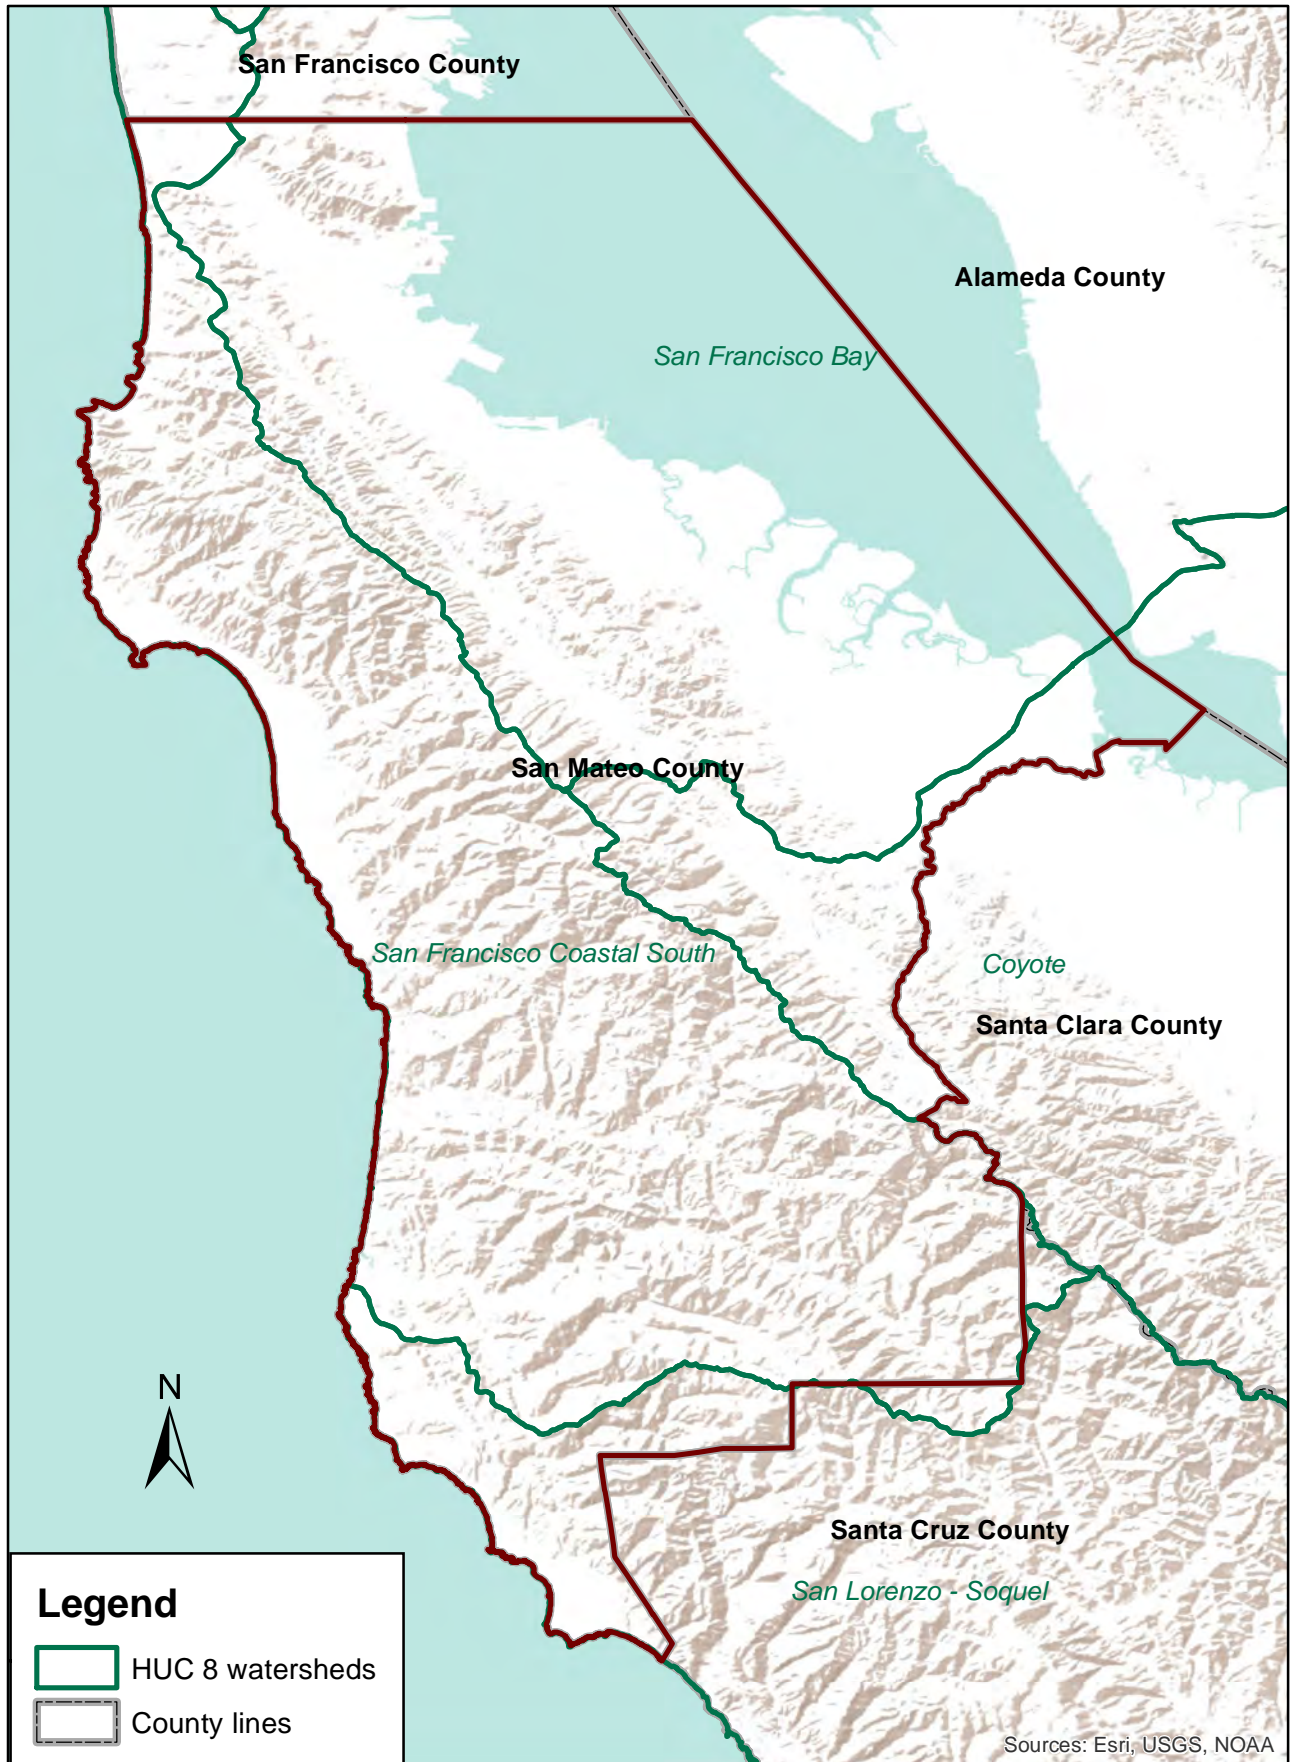 San Francisco County
Alameda County
San Francisco Bay
San Mateo County
San Francisco Coastal South
Coyote
Santa Clara County
N
Santa Cruz County
San Lorenzo - Soquel
Legend
HUC 8 watersheds
County lines
Sources: Esri, USGS, NOAA